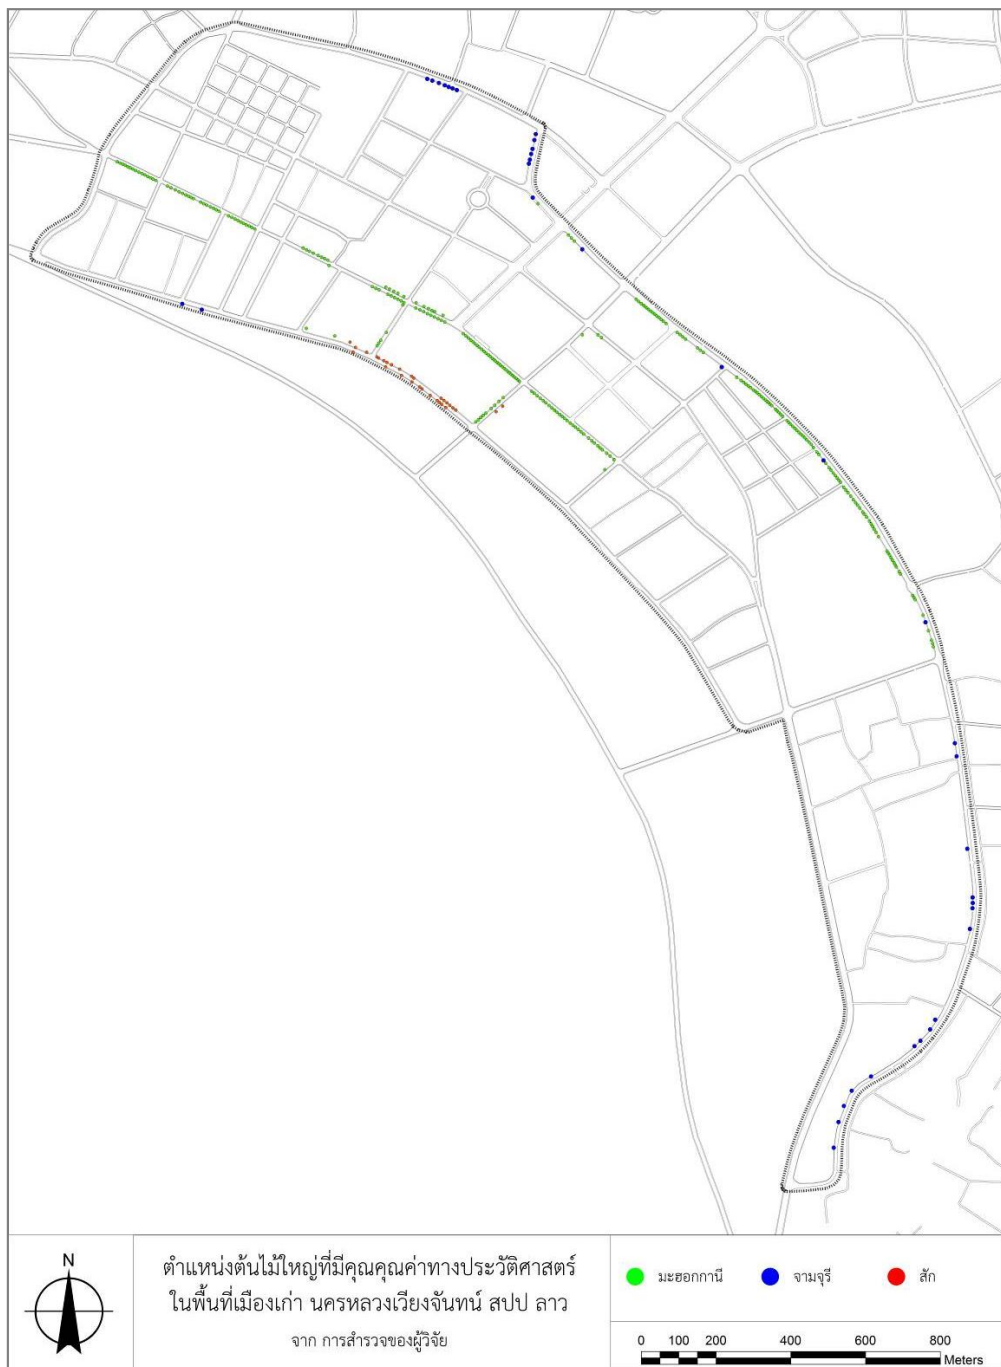 N
ตำแหน่งต้นไม้ใหญ่ที่มีคุณคุณค่าทางประวัติศาสตร์
ในพื้นที่เมืองเก่า นครหลวงเวียงจันทน์ สปป ลาว
จาก การสำรวจของผู้วิจัย
มะฮอกกานี จามจุรี สัก
0 100 200 400 600 800
Meters